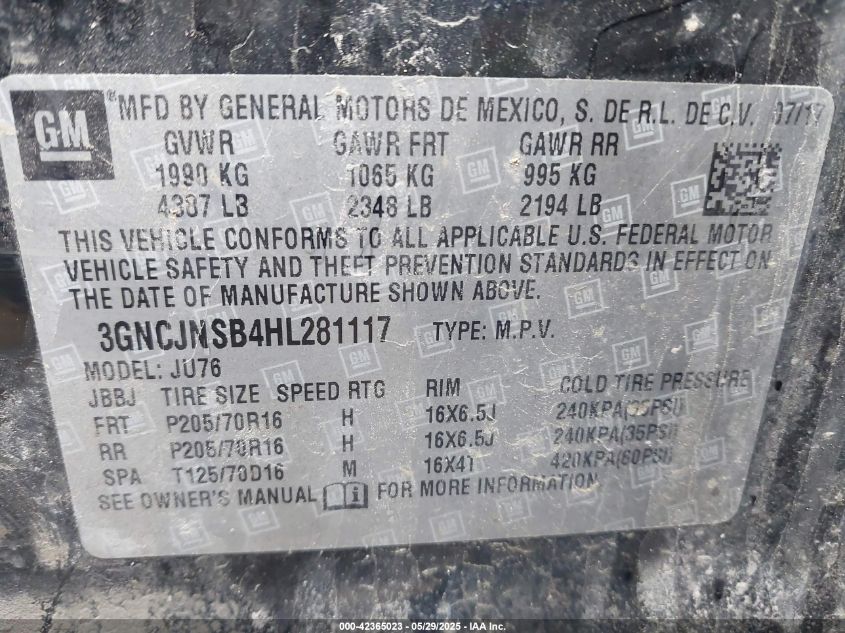 GM ® MFD BY GENERAL MOTORS DE MEXICO, S. DE R.L. DE C.V. 07/17
GVWR GAWR FRT GAWR RR
1990 KG 1065 KG 995 KG
4387 LB 2348 LB 2194 LB
THIS VEHICLE CONFORMS TO ALL APPLICABLE U.S. FEDERAL MOTOR
VEHICLE SAFETY AND THEFT PREVENTION STANDARDS IN EFFECT ON
THE DATE OF MANUFACTURE SHOWN ABOVE.
3GNCJNSB4HL281117 TYPE: M.P.V.
MODEL: JU76
JBBJ TIRE SIZE SPEED RTG RIM COLD TIRE PRESSURE
FRT P205/70R16 H 16X6.5J 240KPA(35PSI)
RR P205/70R16 H 16X6.5J 240KPA(35PSI)
SPA T125/70D16 M 16X4T 420KPA(60PSI)
SEE OWNER'S MANUAL FOR MORE INFORMATION
000-42365023 — 05/29/2025 — IAA Inc.